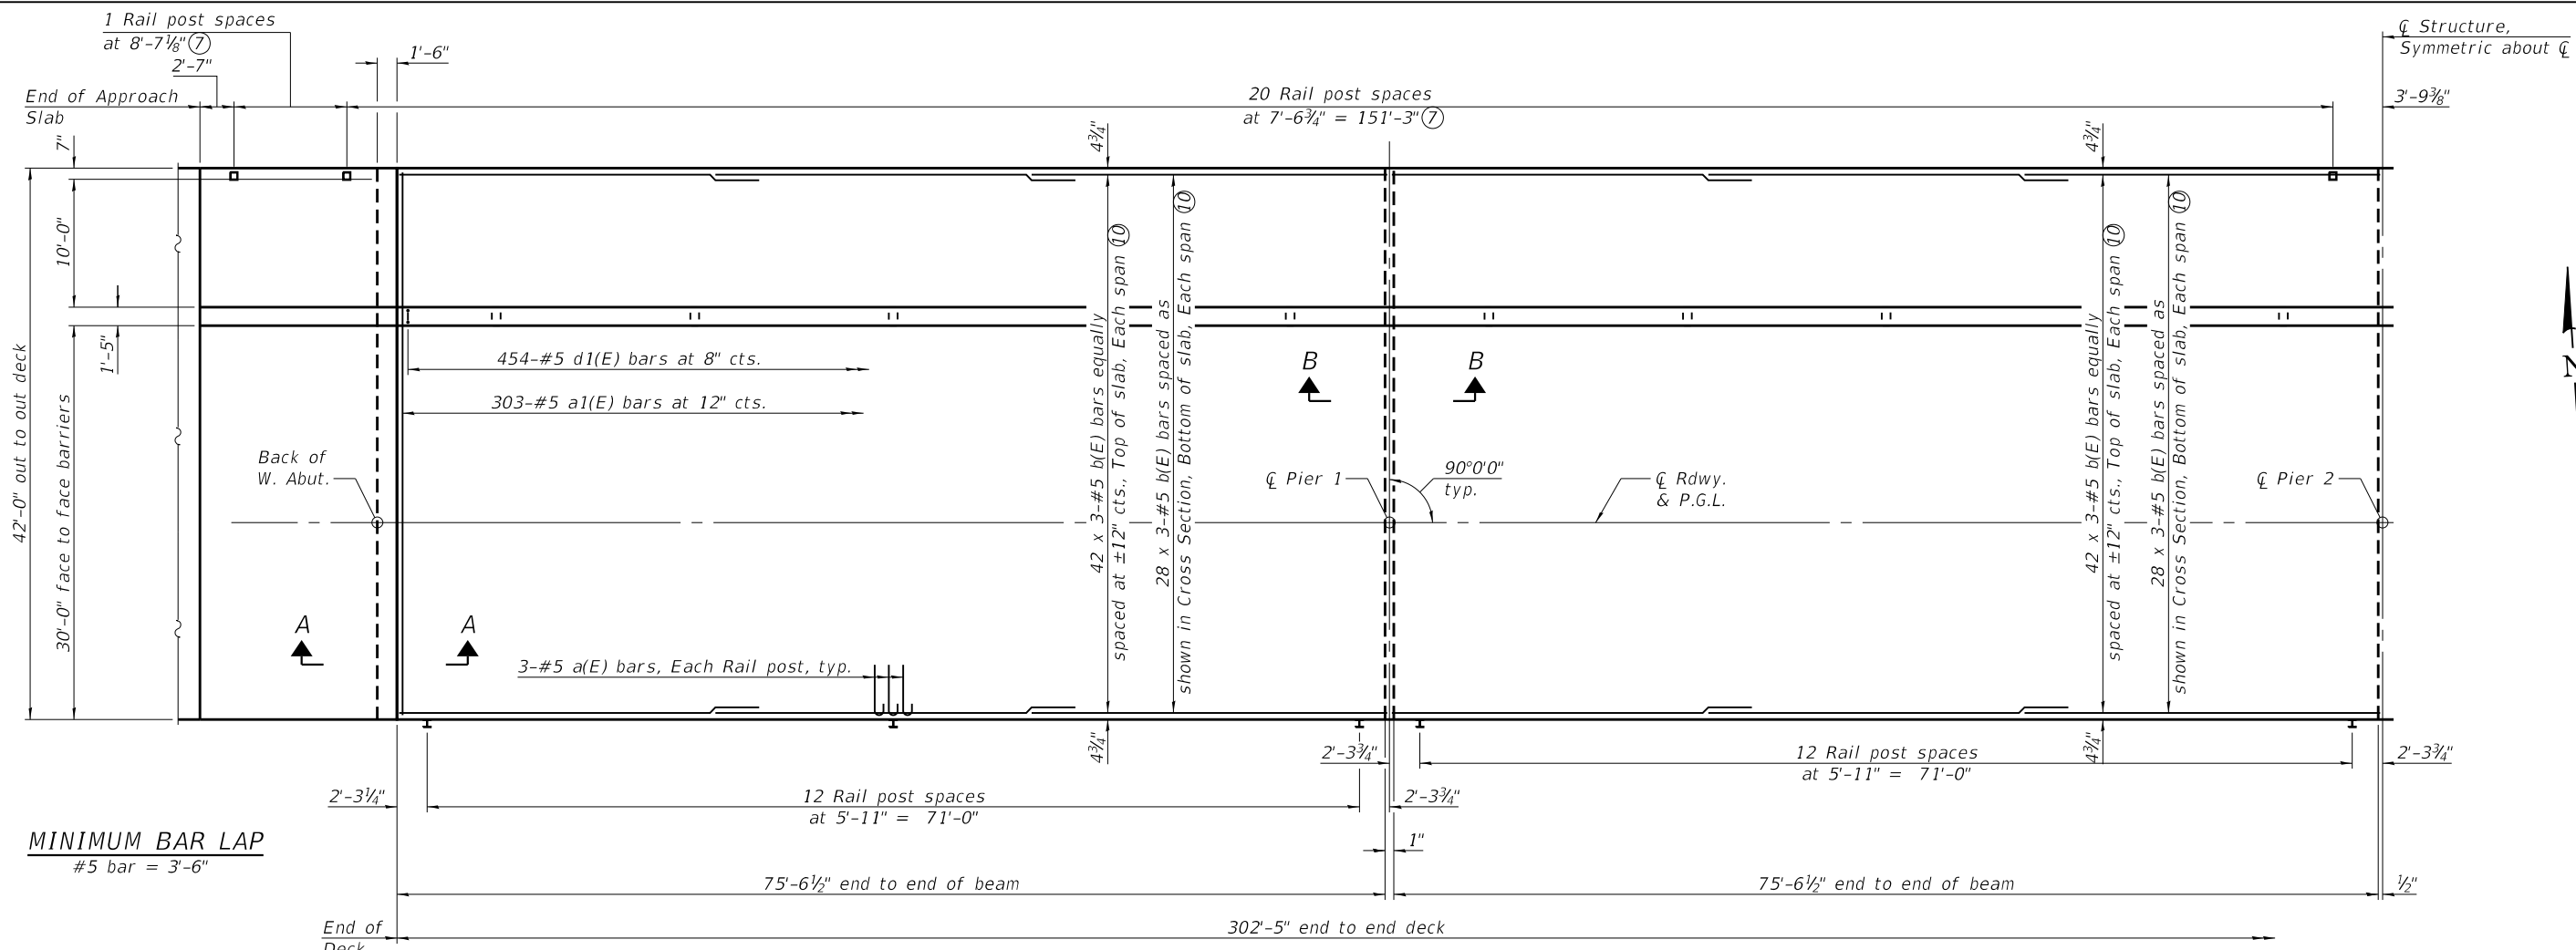 1 Rail post spaces
at 8'-7⅛" ⑦
2'-7"
1'-6"
End of Approach
Slab
20 Rail post spaces
at 7'-6¾" = 151'-3" ⑦
℄ Structure,
Symmetric about ℄
3'-9⅜"
7"
10'-0"
1'-5"
42'-0" out to out deck
30'-0" face to face barriers
4¾"
4¾"
454-#5 d1(E) bars at 8" cts.
303-#5 a1(E) bars at 12" cts.
42 x 3-#5 b(E) bars equally
spaced at ±12" cts., Top of slab, Each span ⑩
28 x 3-#5 b(E) bars spaced as
shown in Cross Section, Bottom of slab, Each span ⑩
B
B
42 x 3-#5 b(E) bars equally
spaced at ±12" cts., Top of slab, Each span ⑩
28 x 3-#5 b(E) bars spaced as
shown in Cross Section, Bottom of slab, Each span ⑩
N
Back of
W. Abut.
℄ Pier 1
90°0'0"
typ.
℄ Rdwy.
& P.G.L.
℄ Pier 2
A
A
3-#5 a(E) bars, Each Rail post, typ.
4¾"
4¾"
2'-3¾"
12 Rail post spaces
at 5'-11" = 71'-0"
2'-3¾"
2'-3¼"
12 Rail post spaces
at 5'-11" = 71'-0"
2'-3¾"
1"
MINIMUM BAR LAP
#5 bar = 3'-6"
75'-6½" end to end of beam
75'-6½" end to end of beam
½"
End of
Deck
302'-5" end to end deck